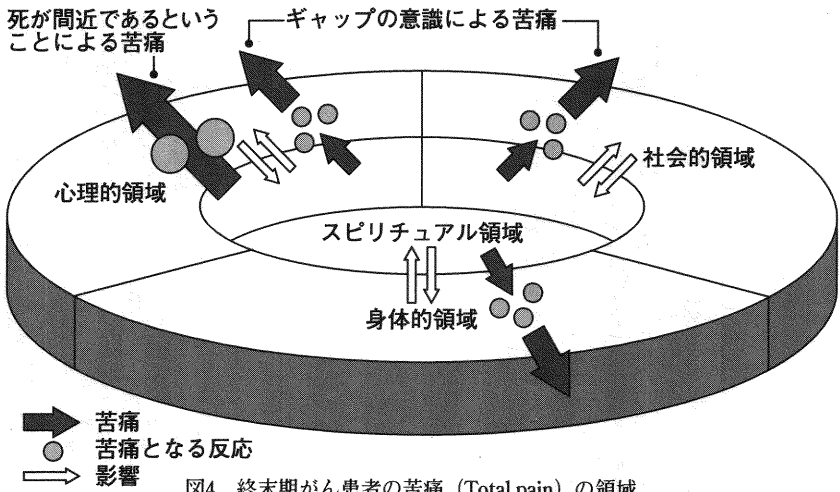 死が間近であるという
ことによる苦痛
ギャップの意識による苦痛
社会的領域
心理的領域
スピリチュアル領域
身体的領域
苦痛
苦痛となる反応
影響
図4 終末期がん患者の苦痛（Total pain）の領域